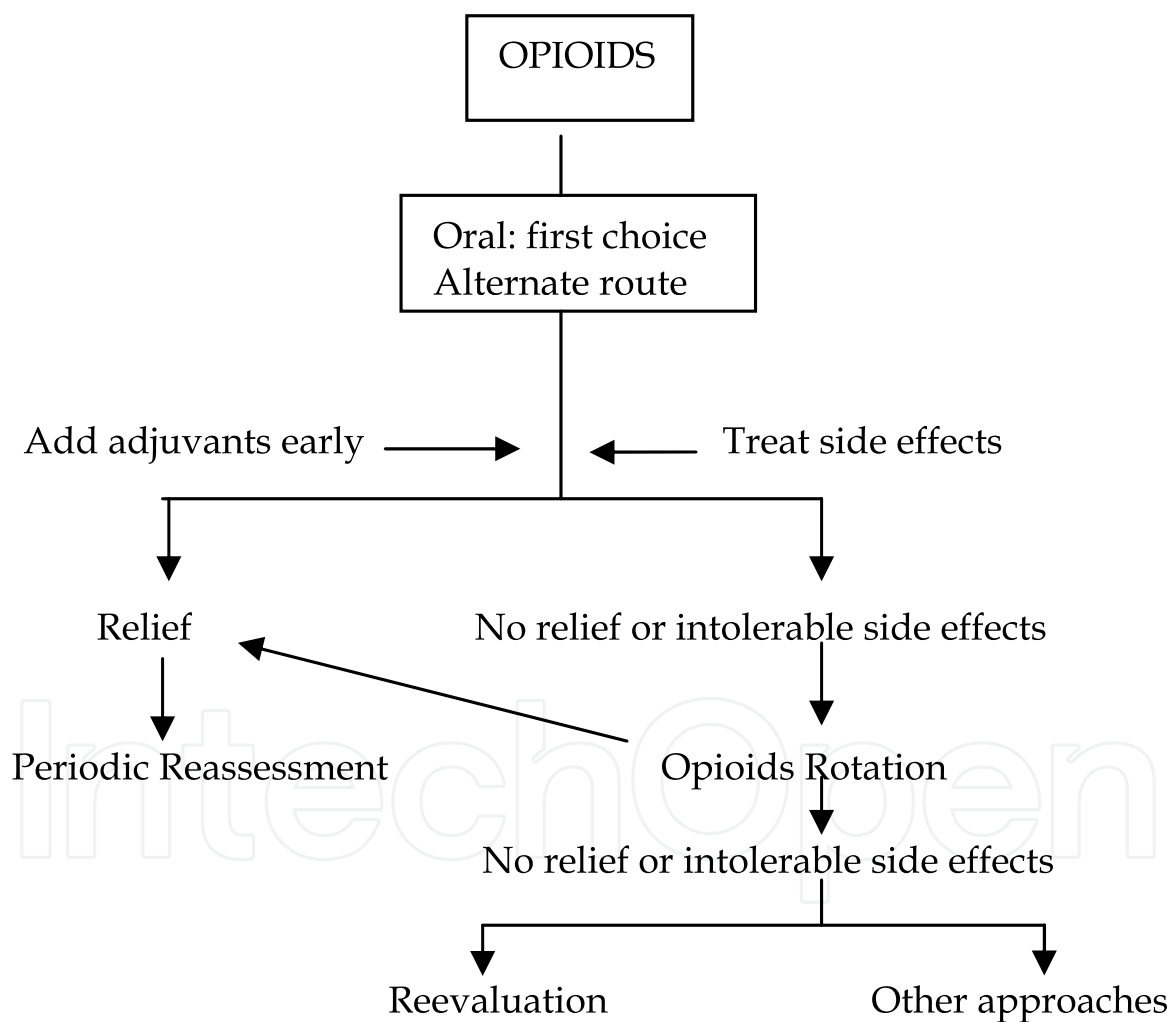 OPIOIDS
Oral: first choice
Alternate route
Add adjuvants early
Treat side effects
Relief
No relief or intolerable side effects
Periodic Reassessment
Opioids Rotation
No relief or intolerable side effects
Reevaluation
Other approaches
IntechOpen